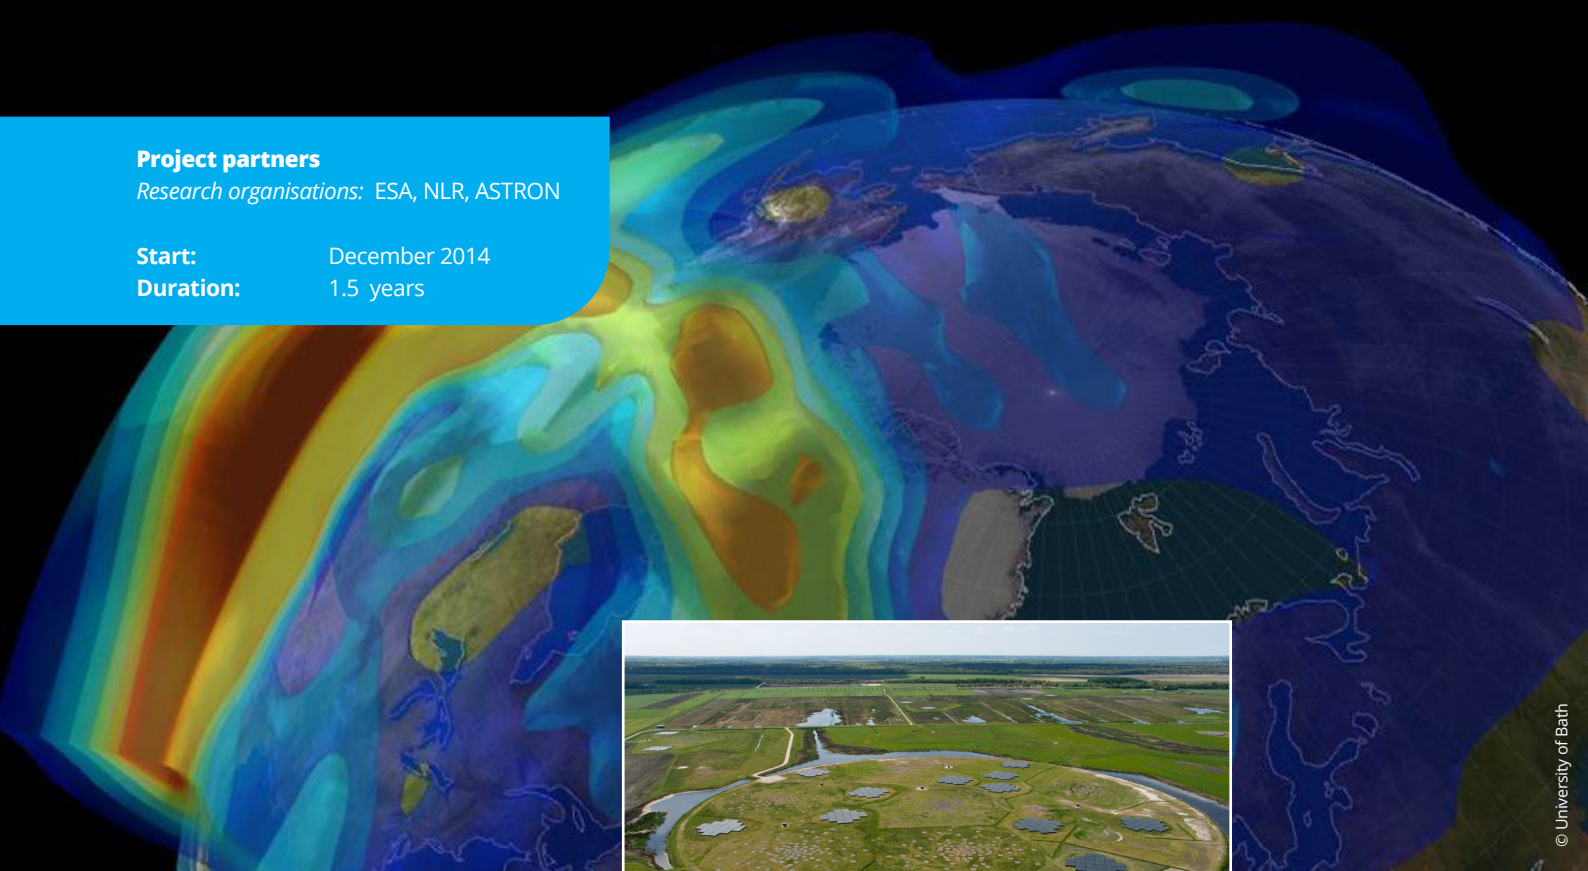 Project partners
Research organisations: ESA, NLR, ASTRON
Start: December 2014
Duration: 1.5 years
© University of Bath